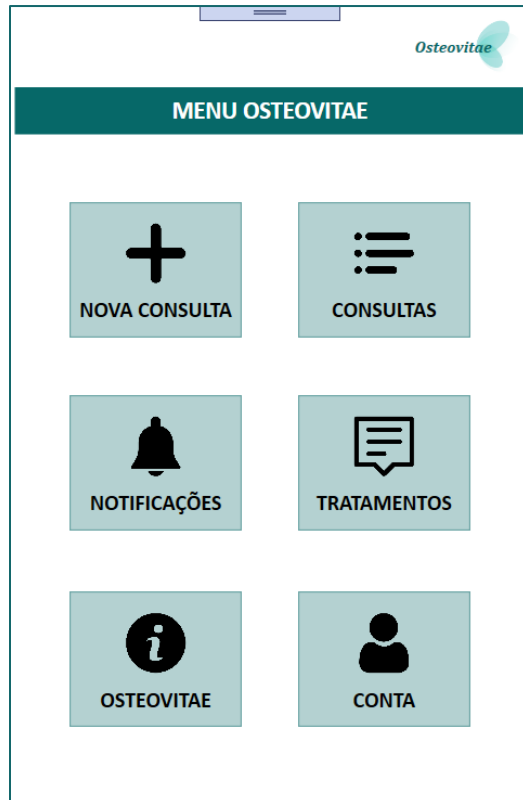 Osteovitae
MENU OSTEOVITAE
NOVA CONSULTA
CONSULTAS
NOTIFICAÇÕES
TRATAMENTOS
OSTEOVITAE
CONTA